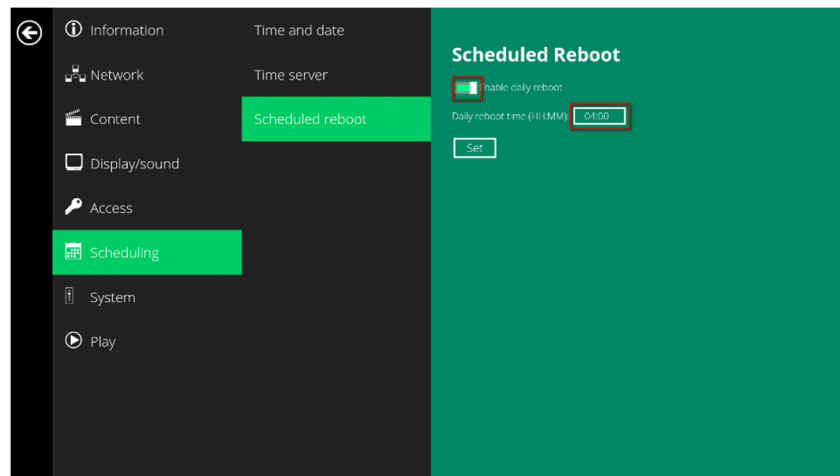 Information
Network
Content
Display/sound
Access
Scheduling
System
Play
Time and date
Time server
Scheduled reboot
Scheduled Reboot
Enable daily reboot
Daily reboot time (HH:MM): 04:00
Set